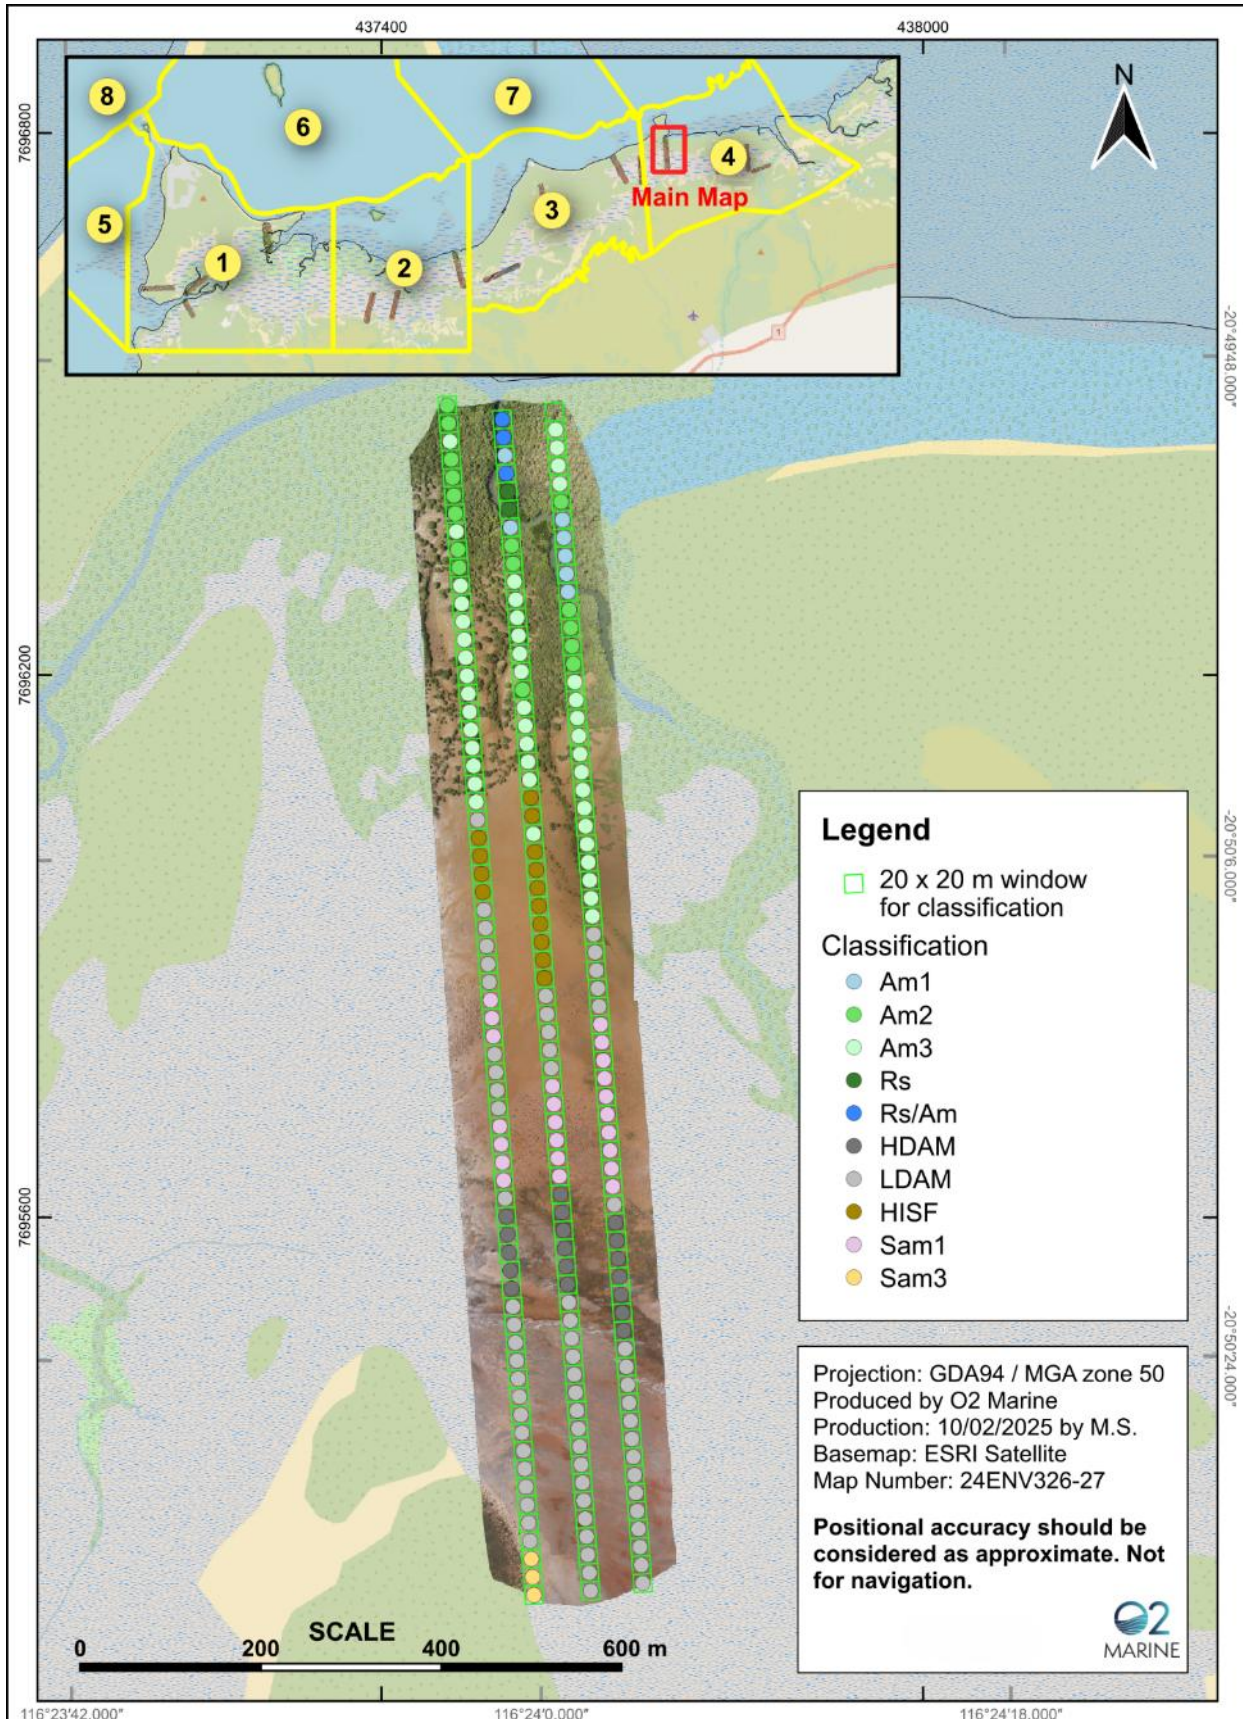 437400
438000
8
6
7
N
7696800
5
1
2
3
4
Main Map
1
-20°49'48.000"
7696200
Legend
20 x 20 m window
for classification
Classification
Am1
Am2
Am3
Rs
Rs/Am
HDAM
LDAM
HISF
Sam1
Sam3
-20°50'6.000"
7695600
-20°50'24.000"
Projection: GDA94 / MGA zone 50
Produced by O2 Marine
Production: 10/02/2025 by M.S.
Basemap: ESRI Satellite
Map Number: 24ENV326-27
Positional accuracy should be
considered as approximate. Not
for navigation.
O2
MARINE
SCALE
0 200 400 600 m
116°23'42.000"
116°24'0.000"
116°24'18.000"